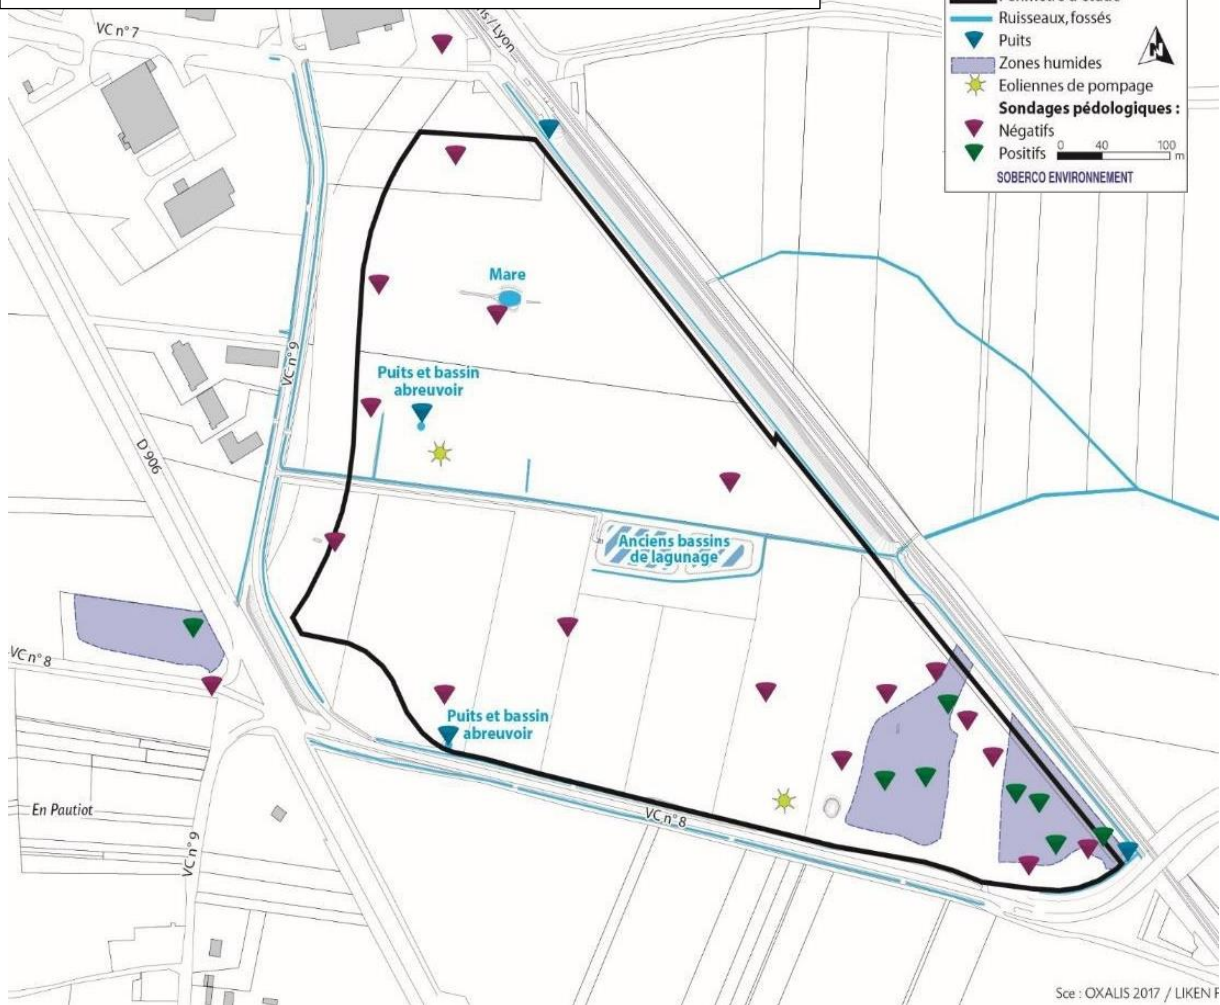 VC n° 7
/ Lyon
Ruisseaux, fossés
Puits
Zones humides
Eoliennes de pompage
Sondages pédologiques :
Négatifs
Positifs
0 40 100 m
SOBERCO ENVIRONNEMENT
N
Mare
VC n° 9
Puits et bassin
abreuvoir
D 906
Anciens bassins
de lagunage
VC n° 8
Puits et bassin
abreuvoir
En Pautiot
VC n° 8
VC n° 9
Sce : OXALIS 2017 / LIKEN